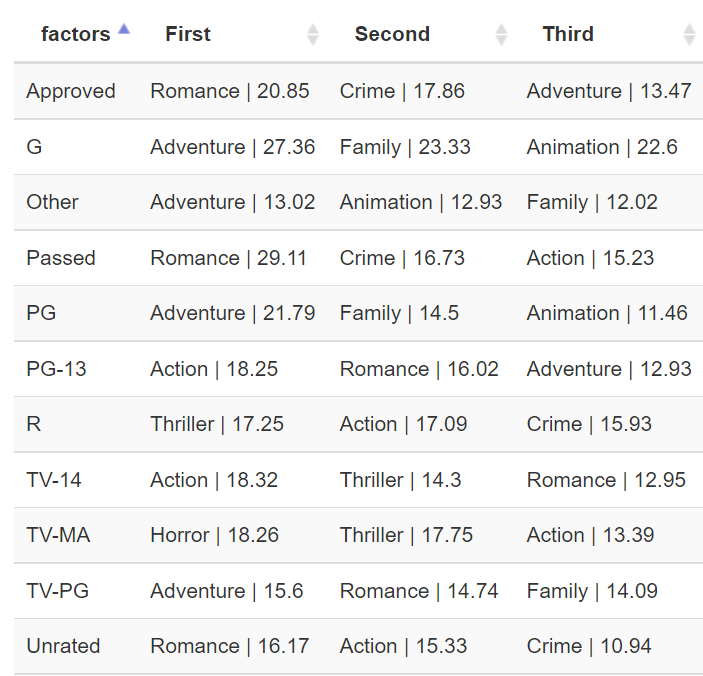 factors First Second Third
Approved Romance | 20.85 Crime | 17.86 Adventure | 13.47
G Adventure | 27.36 Family | 23.33 Animation | 22.6
Other Adventure | 13.02 Animation | 12.93 Family | 12.02
Passed Romance | 29.11 Crime | 16.73 Action | 15.23
PG Adventure | 21.79 Family | 14.5 Animation | 11.46
PG-13 Action | 18.25 Romance | 16.02 Adventure | 12.93
R Thriller | 17.25 Action | 17.09 Crime | 15.93
TV-14 Action | 18.32 Thriller | 14.3 Romance | 12.95
TV-MA Horror | 18.26 Thriller | 17.75 Action | 13.39
TV-PG Adventure | 15.6 Romance | 14.74 Family | 14.09
Unrated Romance | 16.17 Action | 15.33 Crime | 10.94